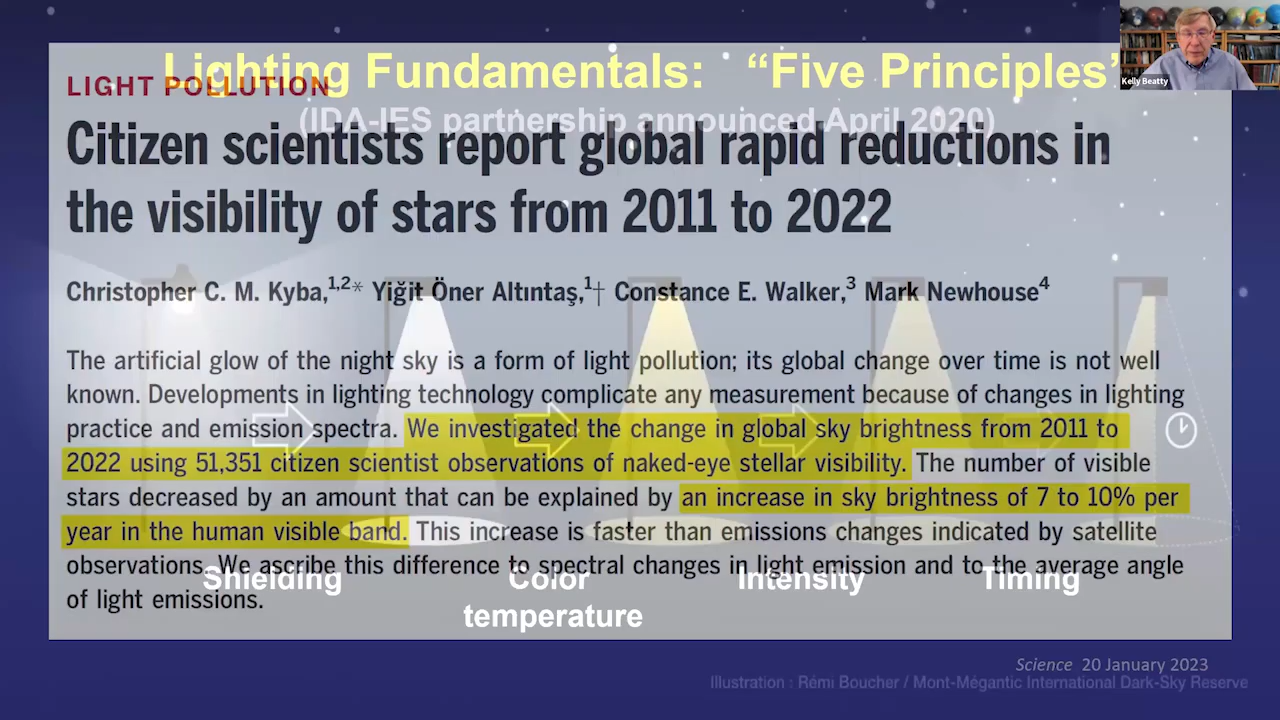 Lighting Fundamentals: “Five Principles’
LIGHT POLLUTION
(IDA-IES partnership announced April 2020)
Kelly Beatty
Citizen scientists report global rapid reductions in
the visibility of stars from 2011 to 2022
Christopher C. M. Kyba,1,2* Yiğit Öner Altıntaş,1† Constance E. Walker,3 Mark Newhouse4
The artificial glow of the night sky is a form of light pollution; its global change over time is not well
known. Developments in lighting technology complicate any measurement because of changes in lighting
practice and emission spectra. We investigated the change in global sky brightness from 2011 to
2022 using 51,351 citizen scientist observations of naked-eye stellar visibility. The number of visible
stars decreased by an amount that can be explained by an increase in sky brightness of 7 to 10% per
year in the human visible band. This increase is faster than emissions changes indicated by satellite
observations. We ascribe this difference to spectral changes in light emission and to the average angle
of light emissions.
Shielding
Color
temperature
Intensity
Timing
Science 20 January 2023
Illustration : Rémi Boucher / Mont-Mégantic International Dark-Sky Reserve